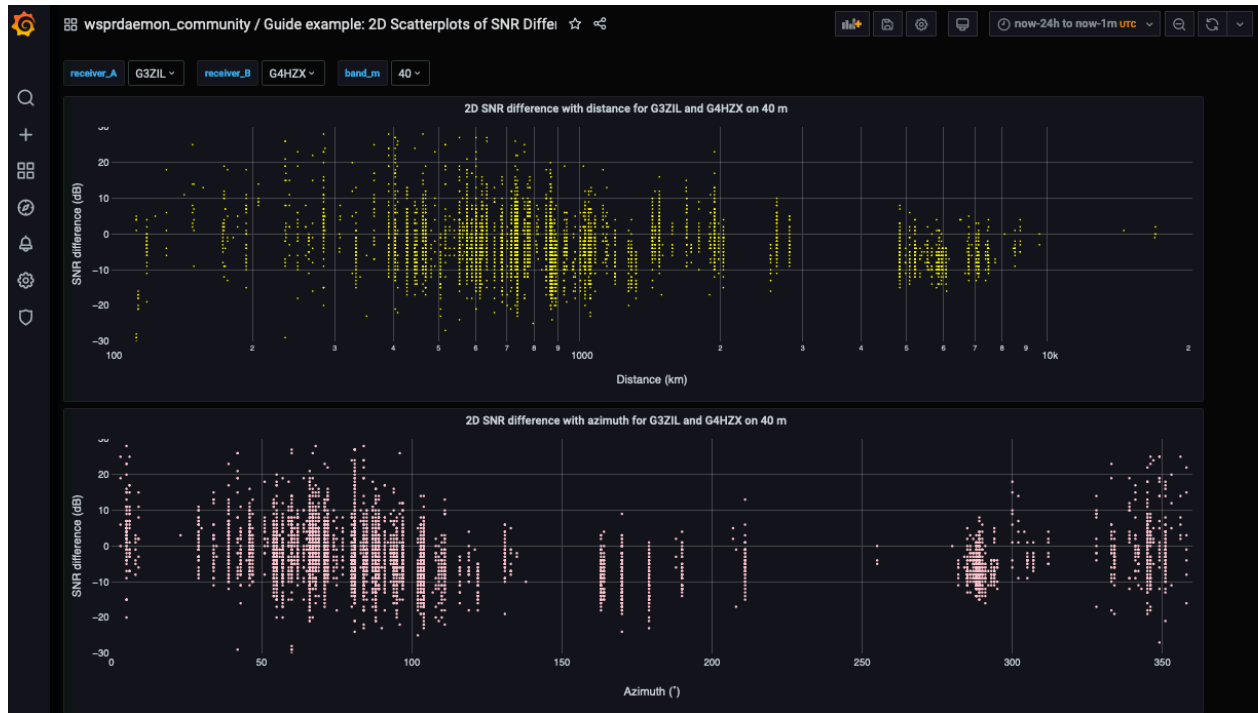 wsprdaemon_community / Guide example: 2D Scatterplots of SNR Differ
now-24h to now-1m UTC
receiver_A G3ZIL receiver_B G4HZX band_m 40
2D SNR difference with distance for G3ZIL and G4HZX on 40 m
20
10
0
−10
−20
−30
SNR difference (dB)
100 2 3 4 5 6 7 8 9 1000 2 3 4 5 6 7 8 9 10k 2
Distance (km)
2D SNR difference with azimuth for G3ZIL and G4HZX on 40 m
20
10
0
−10
−20
−30
SNR difference (dB)
0 50 100 150 200 250 300 350
Azimuth (°)